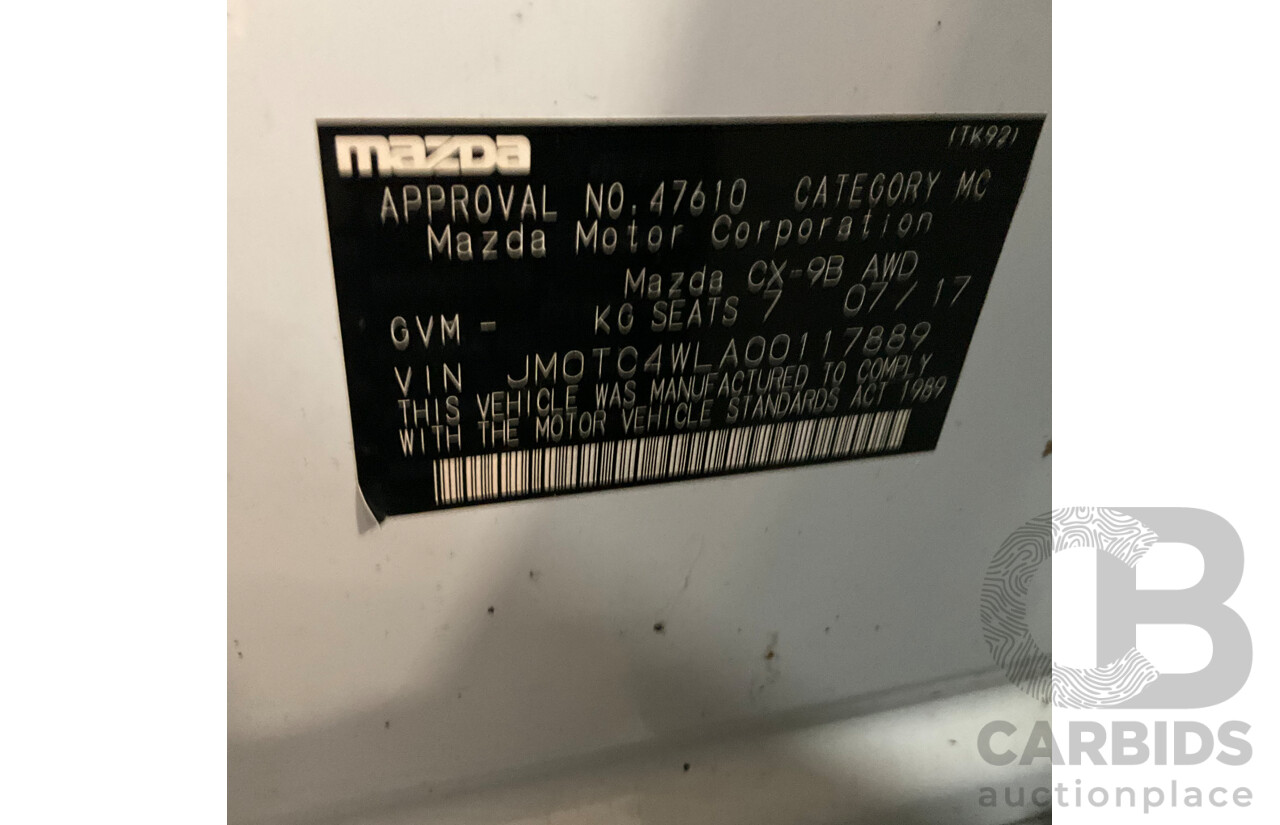 mazda
(TK92)
APPROVAL NO.47610 CATEGORY MC
Mazda Motor Corporation
Mazda CX-9B AWD
GVM - KG SEATS 7 07/17
VIN JM0TC4WLA00117889
THIS VEHICLE WAS MANUFACTURED TO COMPLY
WITH THE MOTOR VEHICLE STANDARDS ACT 1989
CB
CARBIDS
auctionplace